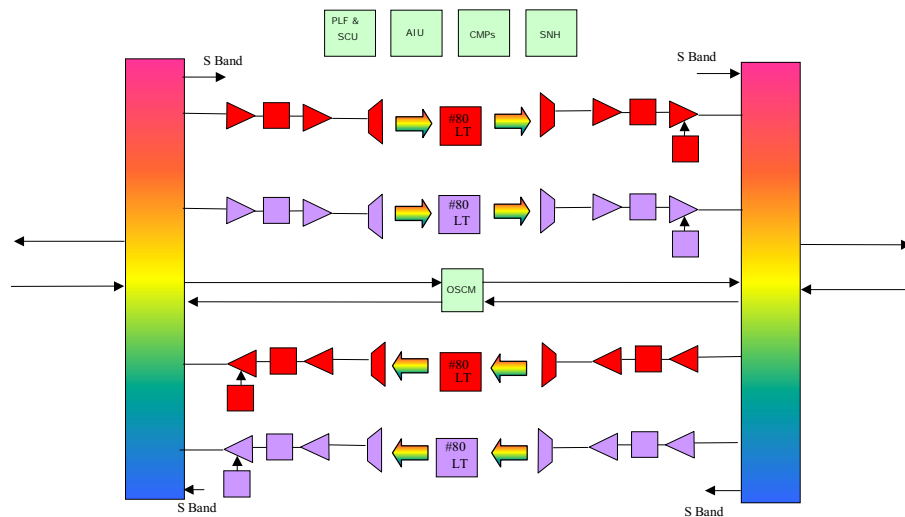 PLF &
SCU
AIU
CMPs
SNH
S Band
S Band
#80
LT
#80
LT
OSCM
#80
LT
#80
LT
S Band
S Band